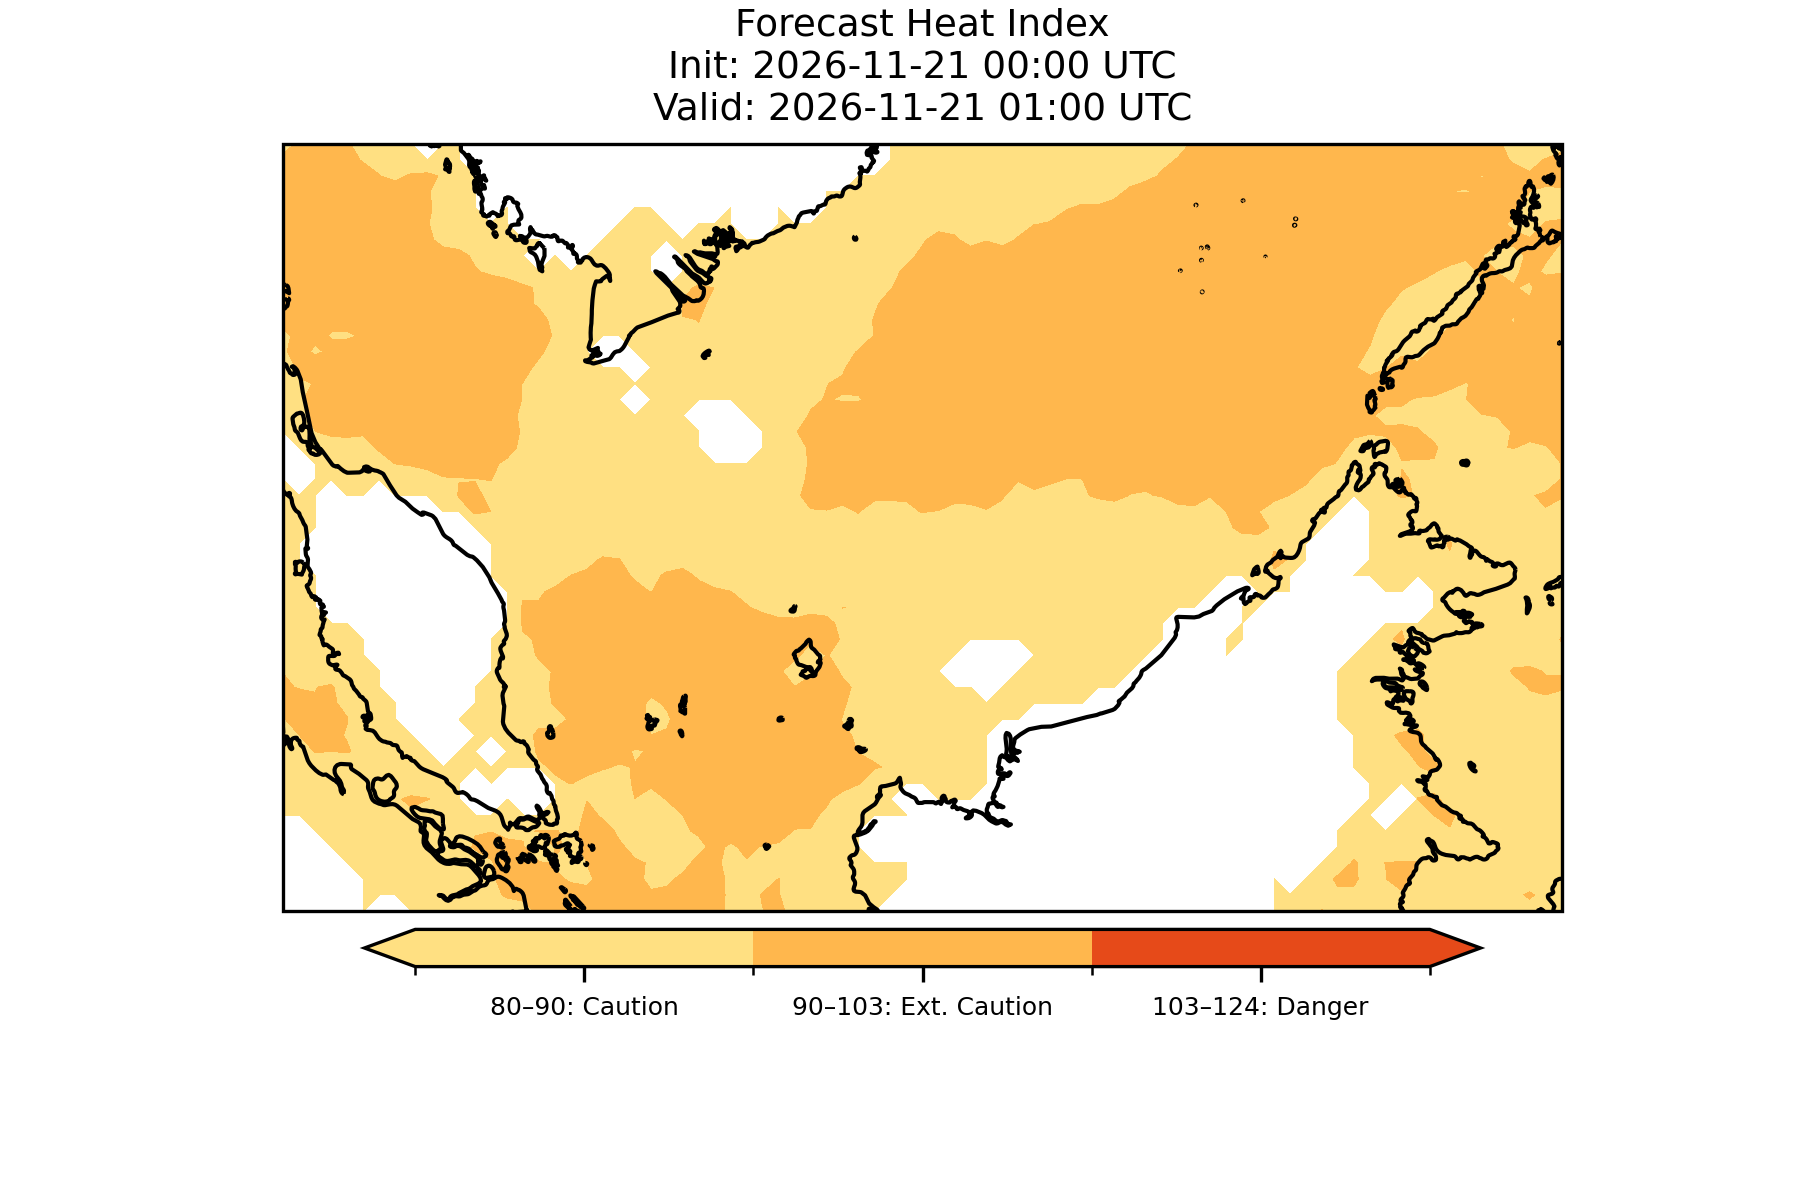 Forecast Heat Index
Init: 2026-11-21 00:00 UTC
Valid: 2026-11-21 01:00 UTC
80–90: Caution
90–103: Ext. Caution
103–124: Danger